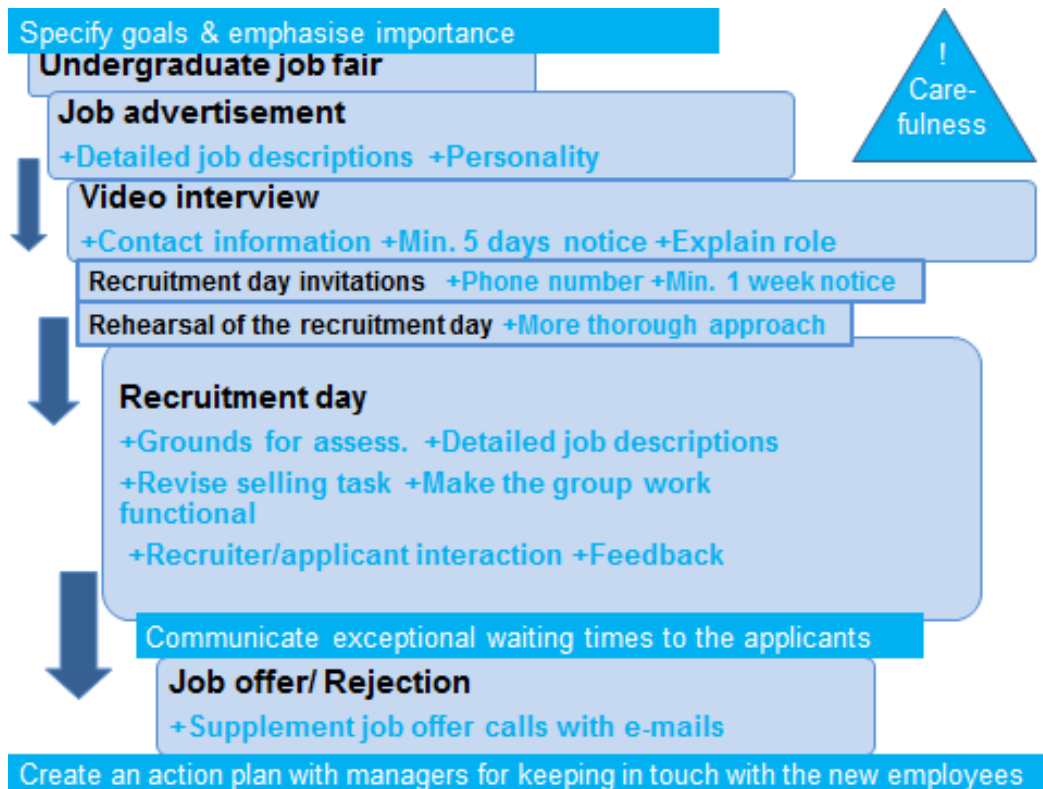 Specify goals & emphasise importance
!
Care-
fulness
Undergraduate job fair
Job advertisement
+Detailed job descriptions +Personality
Video interview
+Contact information +Min. 5 days notice +Explain role
Recruitment day invitations +Phone number +Min. 1 week notice
Rehearsal of the recruitment day +More thorough approach
Recruitment day
+Grounds for assess. +Detailed job descriptions
+Revise selling task +Make the group work
functional
+Recruiter/applicant interaction +Feedback
Communicate exceptional waiting times to the applicants
Job offer/ Rejection
+Supplement job offer calls with e-mails
Create an action plan with managers for keeping in touch with the new employees